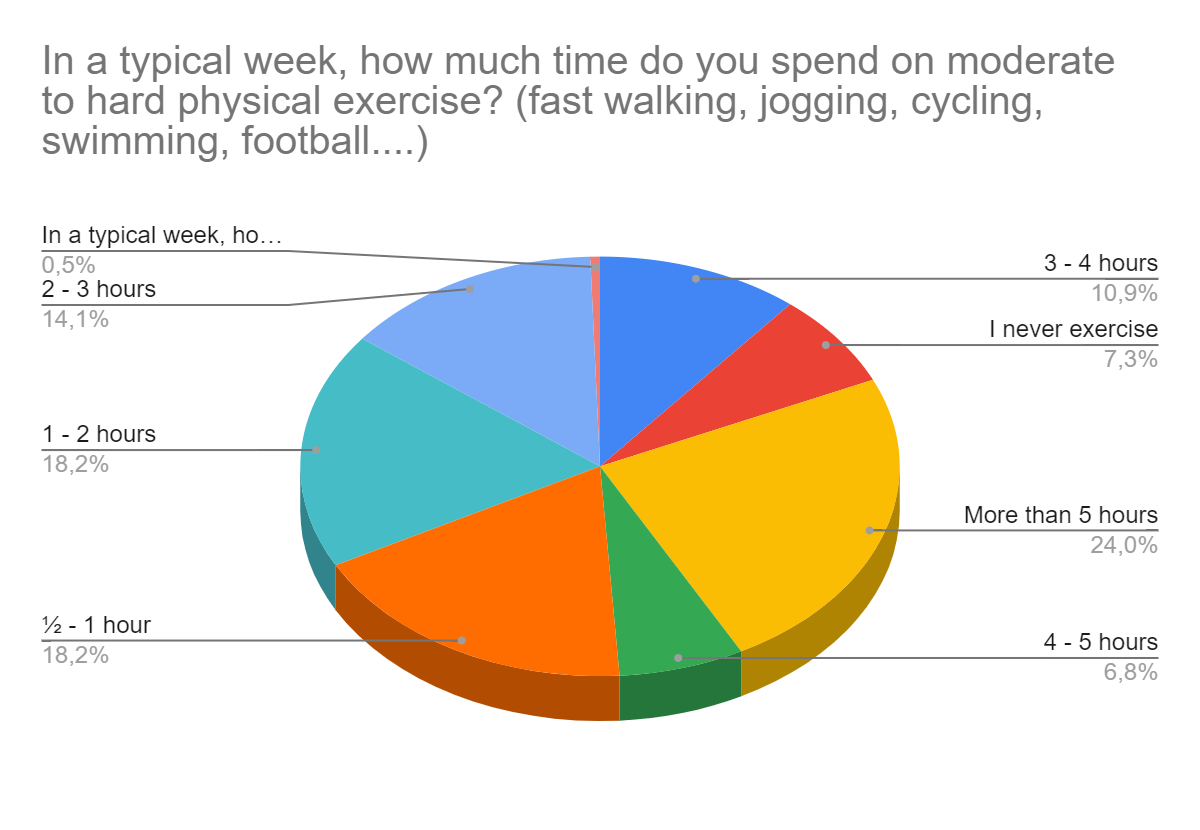 In a typical week, how much time do you spend on moderate
to hard physical exercise? (fast walking, jogging, cycling,
swimming, football....)
In a typical week, ho…
0,5%
2 - 3 hours
14,1%
1 - 2 hours
18,2%
½ - 1 hour
18,2%
3 - 4 hours
10,9%
I never exercise
7,3%
More than 5 hours
24,0%
4 - 5 hours
6,8%